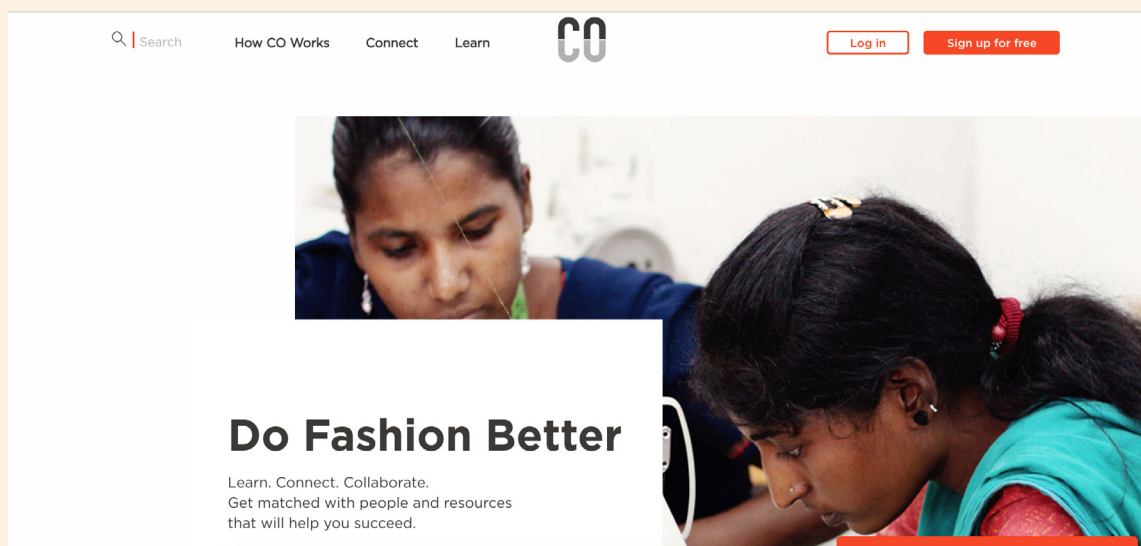 Search
How CO Works
Connect
Learn
CO
Log in
Sign up for free
Do Fashion Better
Learn. Connect. Collaborate.
Get matched with people and resources
that will help you succeed.